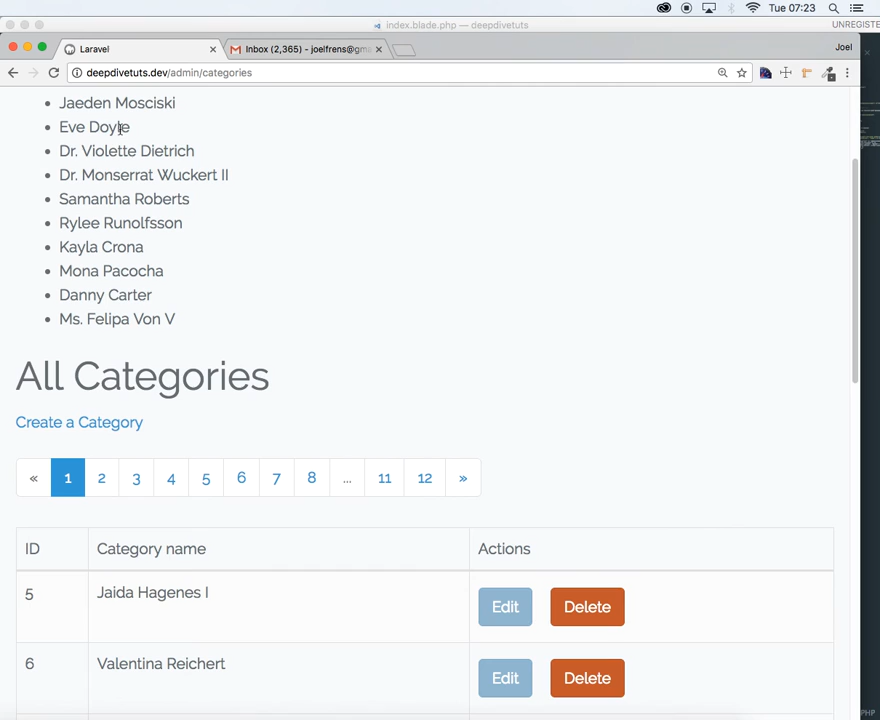 Tue 07:23
index.blade.php — deepdivetuts
UNREGISTE
Laravel
Inbox (2,365) - joelfrens@gma
Joel
deepdivetuts.dev/admin/categories
Jaeden Mosciski
Eve Doyle
Dr. Violette Dietrich
Dr. Monserrat Wuckert II
Samantha Roberts
Rylee Runolfsson
Kayla Crona
Mona Pacocha
Danny Carter
Ms. Felipa Von V
All Categories
Create a Category
« 1 2 3 4 5 6 7 8 ... 11 12 »
ID Category name Actions
5 Jaida Hagenes I Edit Delete
6 Valentina Reichert Edit Delete
PHP